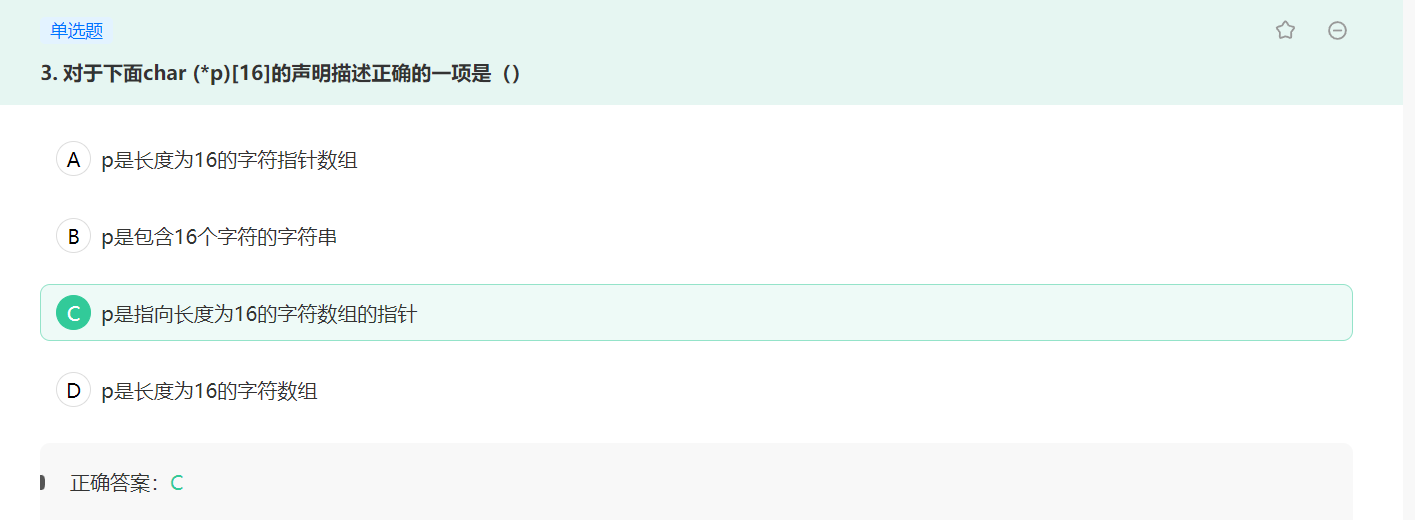 单选题
3. 对于下面char (*p)[16]的声明描述正确的一项是（）
A p是长度为16的字符指针数组
B p是包含16个字符的字符串
C p是指向长度为16的字符数组的指针
D p是长度为16的字符数组
正确答案：C